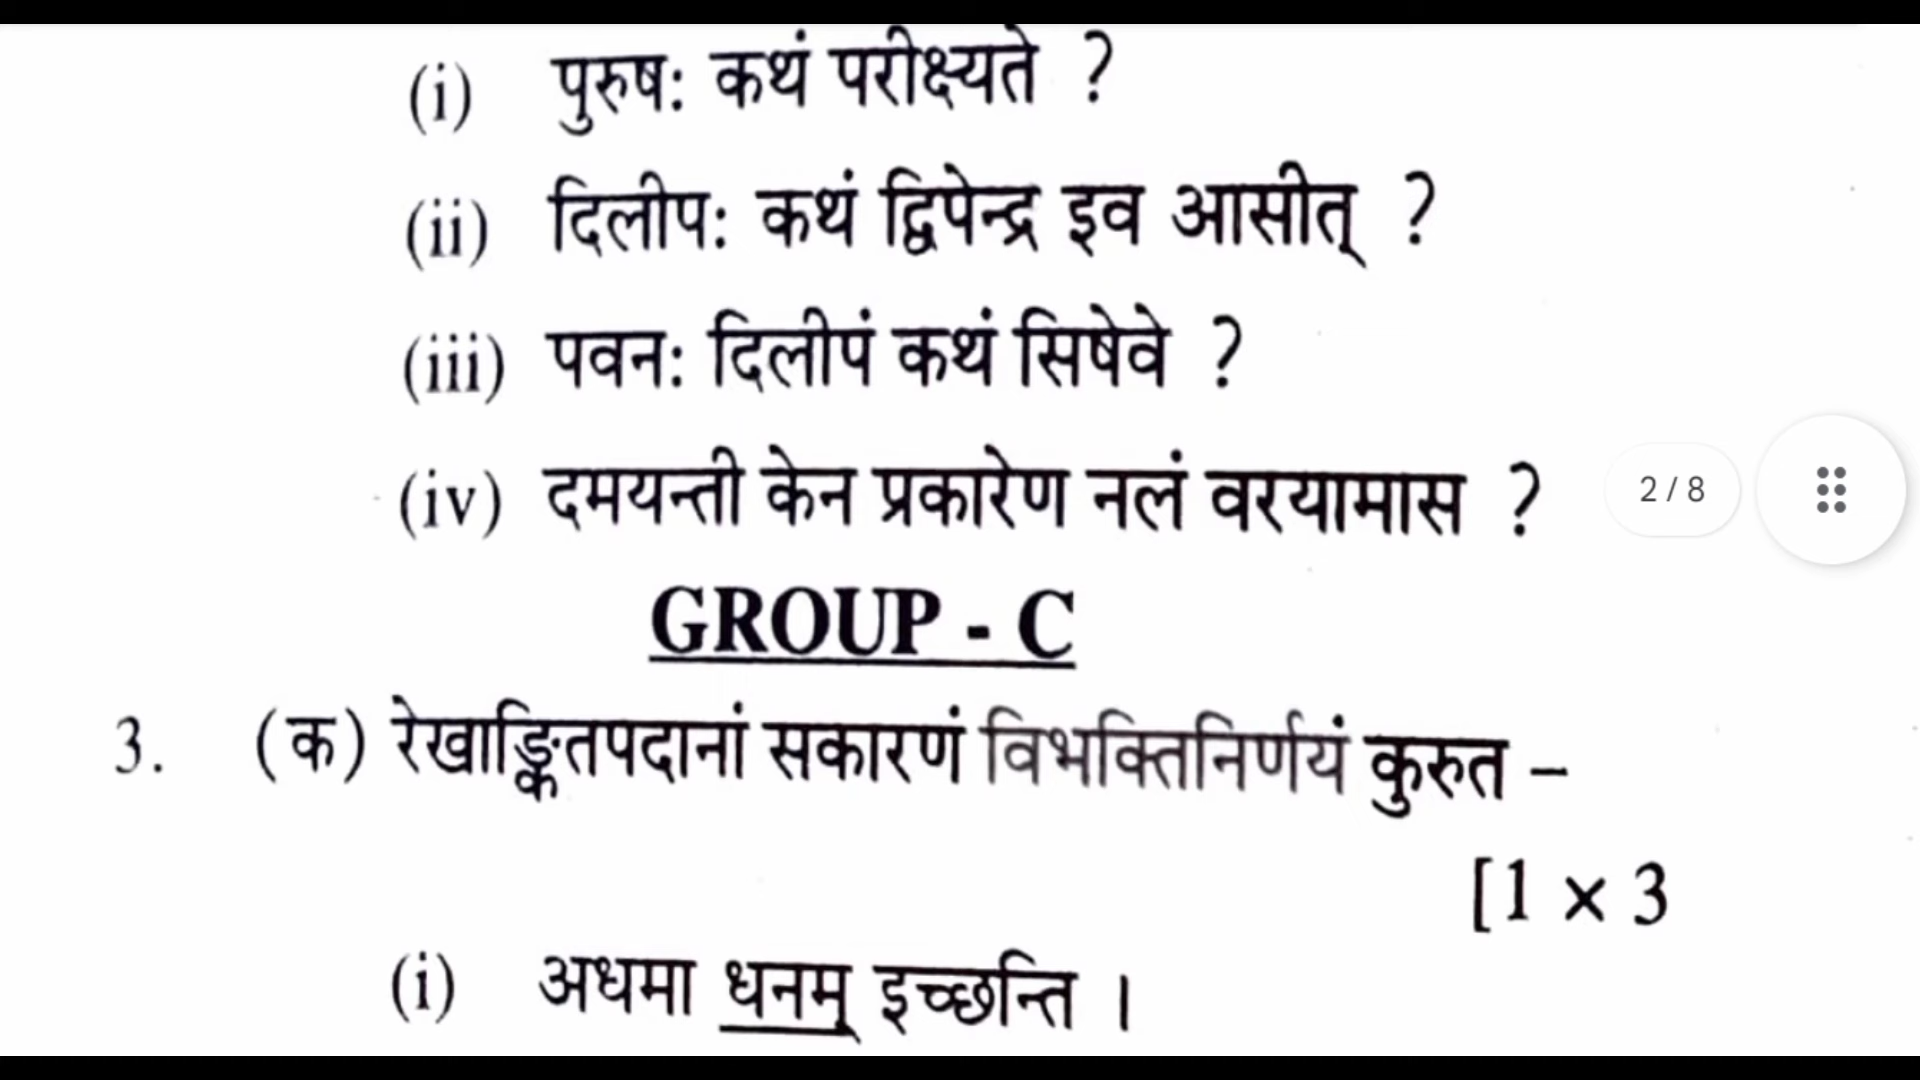 (i) पुरुषः कथं परीक्ष्यते ?
(ii) दिलीपः कथं द्विपेन्द्र इव आसीत् ?
(iii) पवनः दिलीपं कथं सिषेवे ?
(iv) दमयन्ती केन प्रकारेण नलं वरयामास ?
2 / 8
GROUP - C
3. (क) रेखाङ्कितपदानां सकारणं विभक्तिनिर्णयं कुरुत –
[1 × 3
(i) अधमा धनम् इच्छन्ति ।